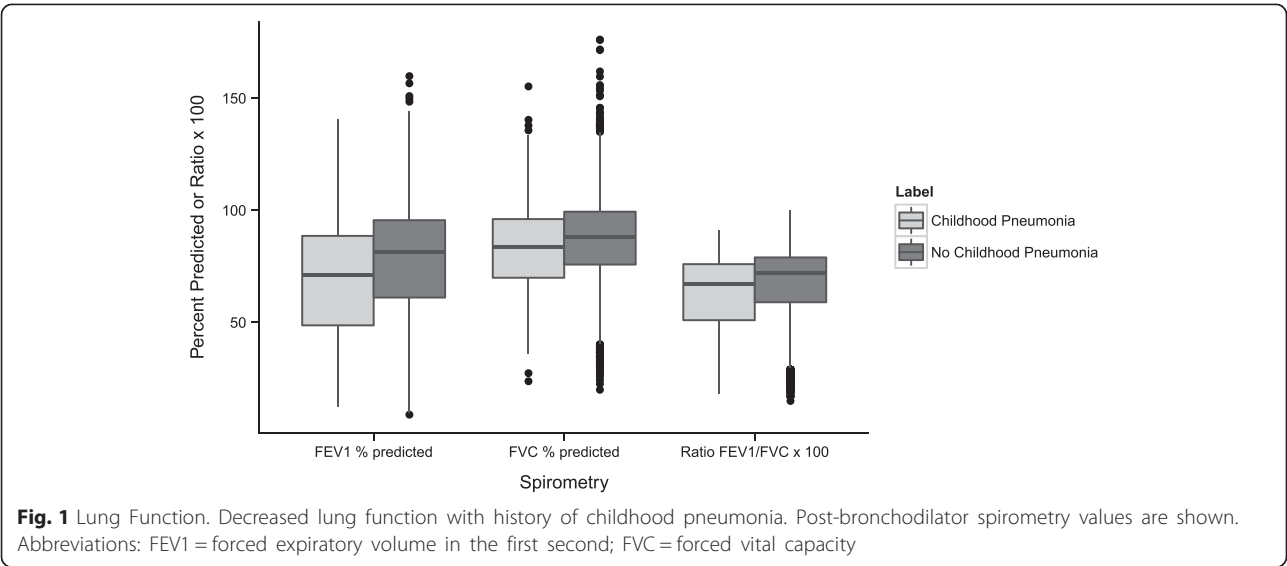 Percent Predicted or Ratio x 100
150
100
50
FEV1 % predicted
FVC % predicted
Ratio FEV1/FVC x 100
Spirometry
Label
Childhood Pneumonia
No Childhood Pneumonia
Fig. 1 Lung Function. Decreased lung function with history of childhood pneumonia. Post-bronchodilator spirometry values are shown.
Abbreviations: FEV1 = forced expiratory volume in the first second; FVC = forced vital capacity